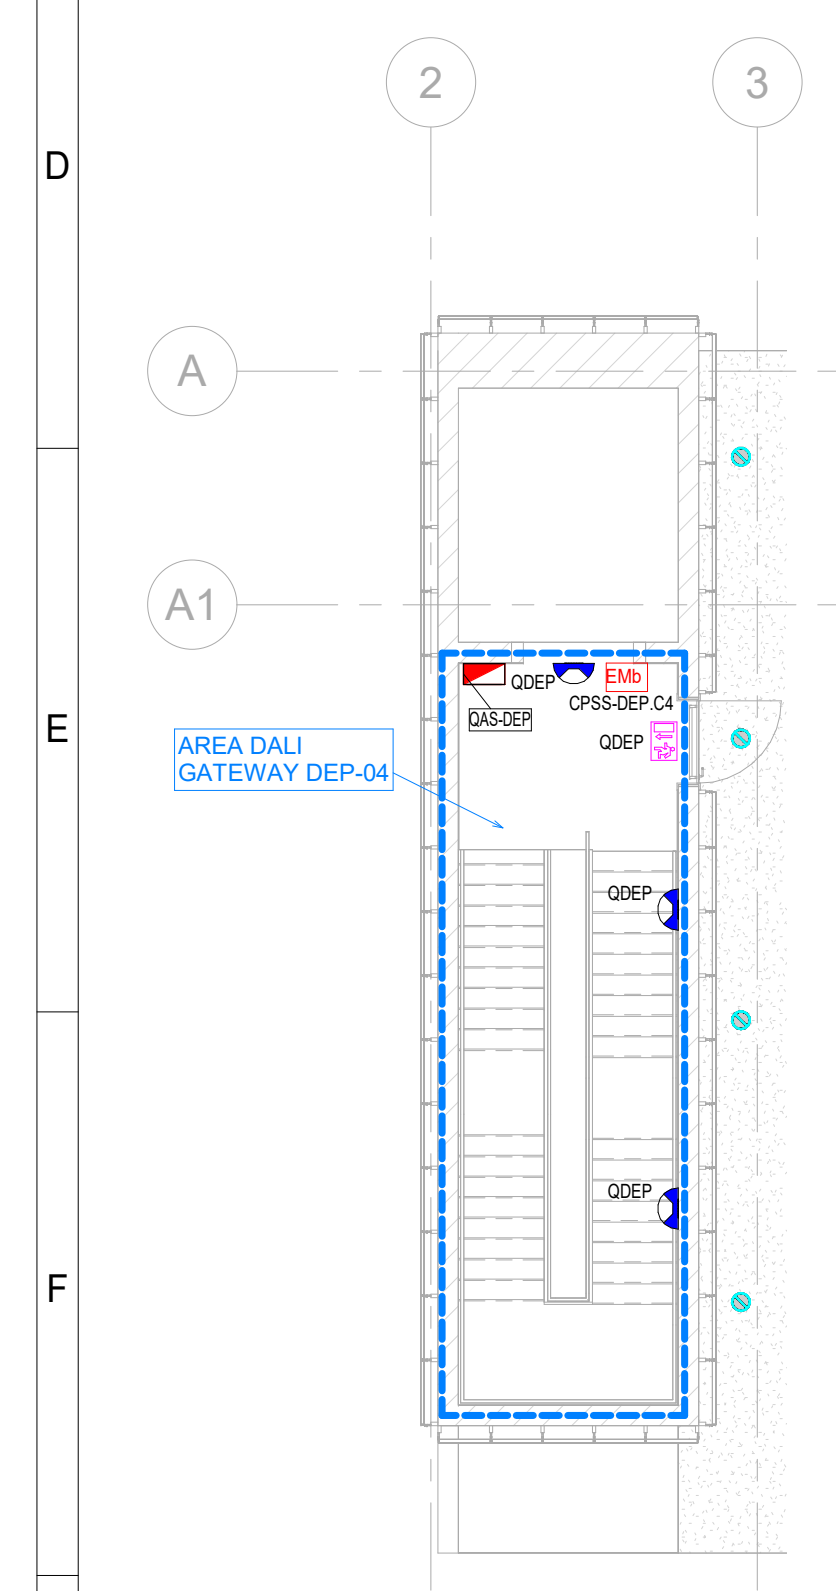 2
3
D
A
A1
E
QDEP
EMb
CPSS-DEP.C4
QAS-DEP
QDEP
AREA DALI
GATEWAY DEP-04
QDEP
QDEP
F